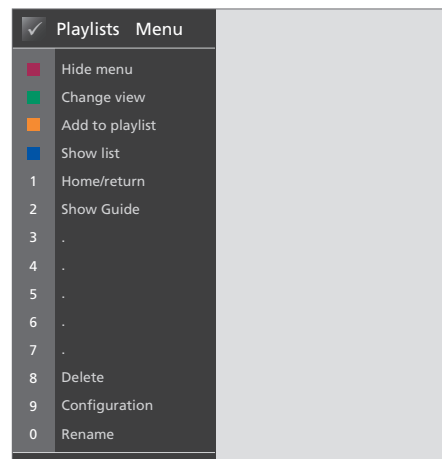 Playlists Menu
Hide menu
Change view
Add to playlist
Show list
1 Home/return
2 Show Guide
3 .
4 .
5 .
6 .
7 .
8 Delete
9 Configuration
0 Rename